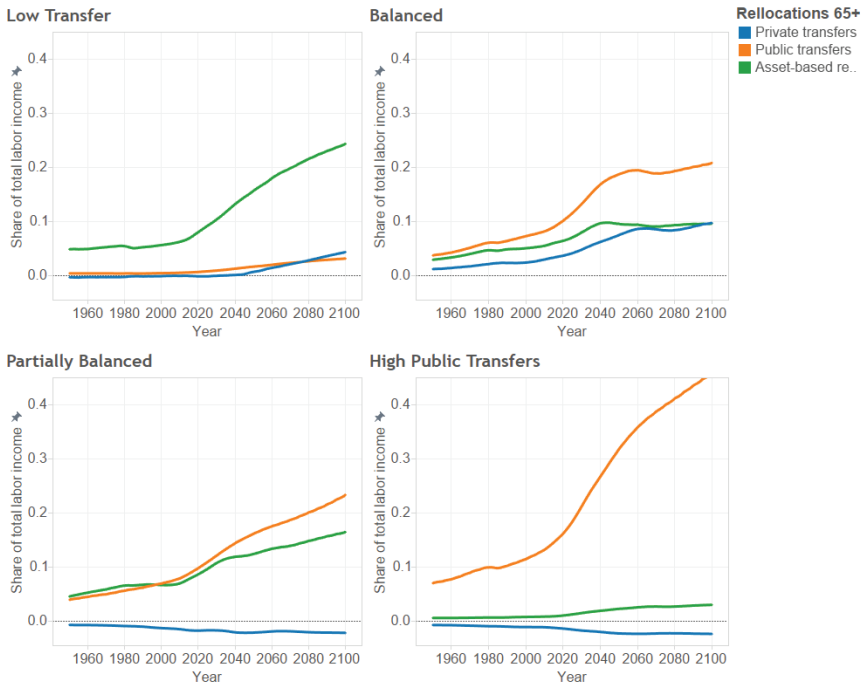 Low Transfer
Balanced
Rellocations 65+
Private transfers
Public transfers
Asset-based re..
Share of total labor income
0.4
0.3
0.2
0.1
0.0
1960 1980 2000 2020 2040 2060 2080 2100
Year
Share of total labor income
0.4
0.3
0.2
0.1
0.0
1960 1980 2000 2020 2040 2060 2080 2100
Year
Partially Balanced
High Public Transfers
Share of total labor income
0.4
0.3
0.2
0.1
0.0
1960 1980 2000 2020 2040 2060 2080 2100
Year
Share of total labor income
0.4
0.3
0.2
0.1
0.0
1960 1980 2000 2020 2040 2060 2080 2100
Year